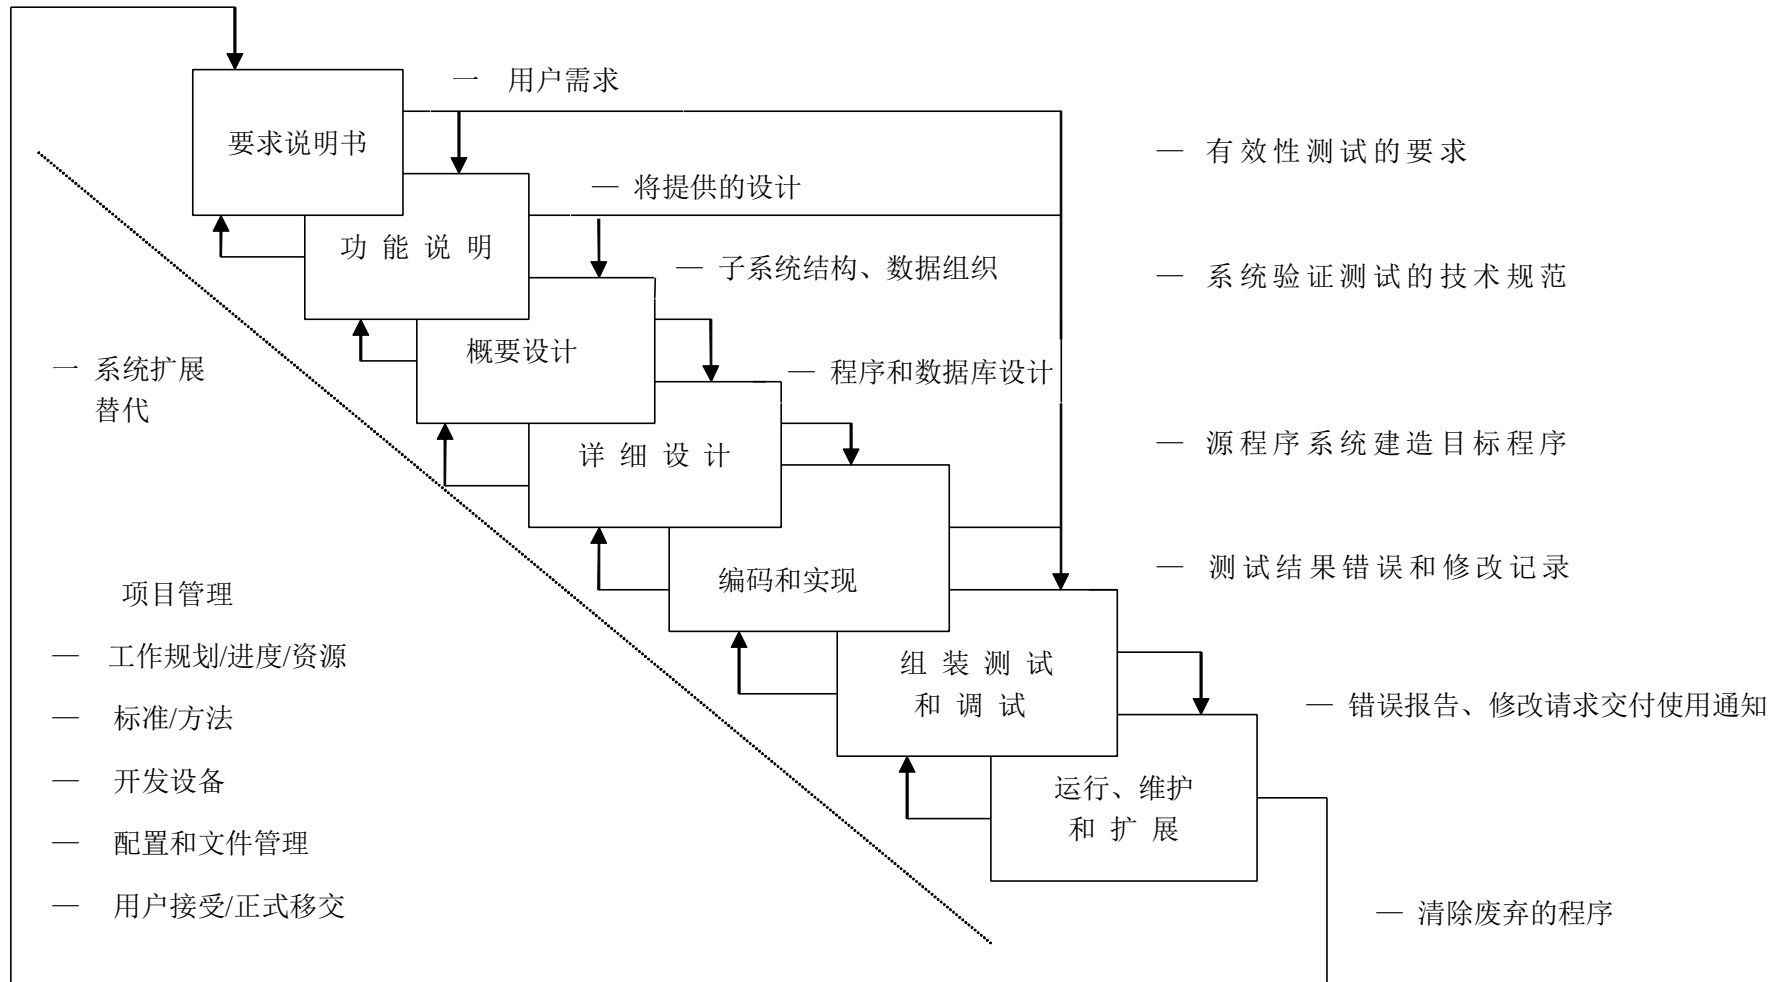 一 用户需求
要求说明书
— 有效性测试的要求
— 将提供的设计
功能说明
— 子系统结构、数据组织
— 系统验证测试的技术规范
概要设计
一 系统扩展
替代
— 程序和数据库设计
详细设计
— 源程序系统建造目标程序
编码和实现
— 测试结果错误和修改记录
项目管理
— 工作规划/进度/资源
组装测试
和调试
— 标准/方法
— 错误报告、修改请求交付使用通知
— 开发设备
运行、维护
和扩展
— 配置和文件管理
— 用户接受/正式移交
— 清除废弃的程序